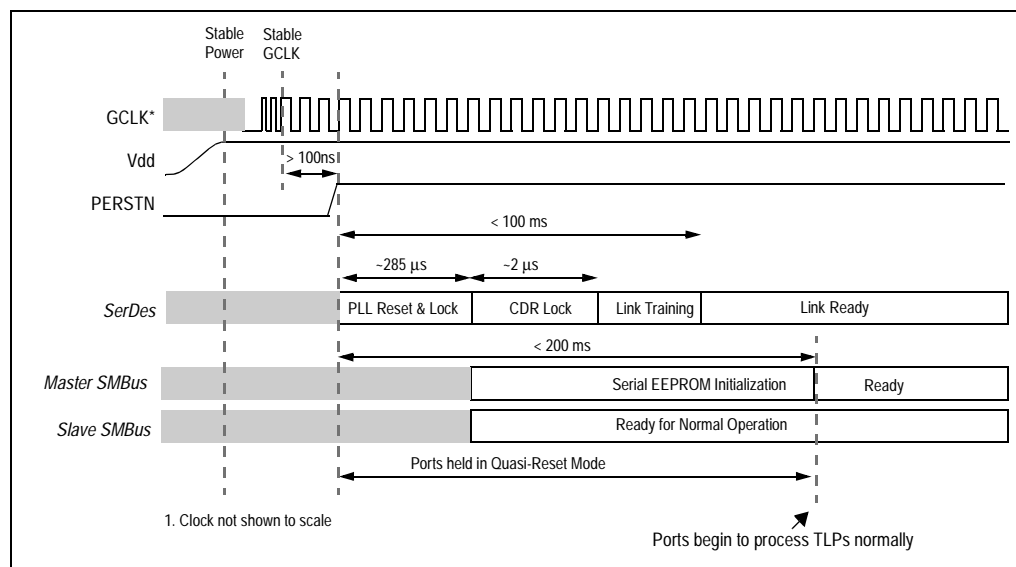 Stable Power
Stable GCLK
GCLK*
Vdd
> 100ns
PERSTN
< 100 ms
~285 μs
~2 μs
SerDes
PLL Reset & Lock
CDR Lock
Link Training
Link Ready
< 200 ms
Master SMBus
Serial EEPROM Initialization
Ready
Slave SMBus
Ready for Normal Operation
Ports held in Quasi-Reset Mode
1. Clock not shown to scale
Ports begin to process TLPs normally